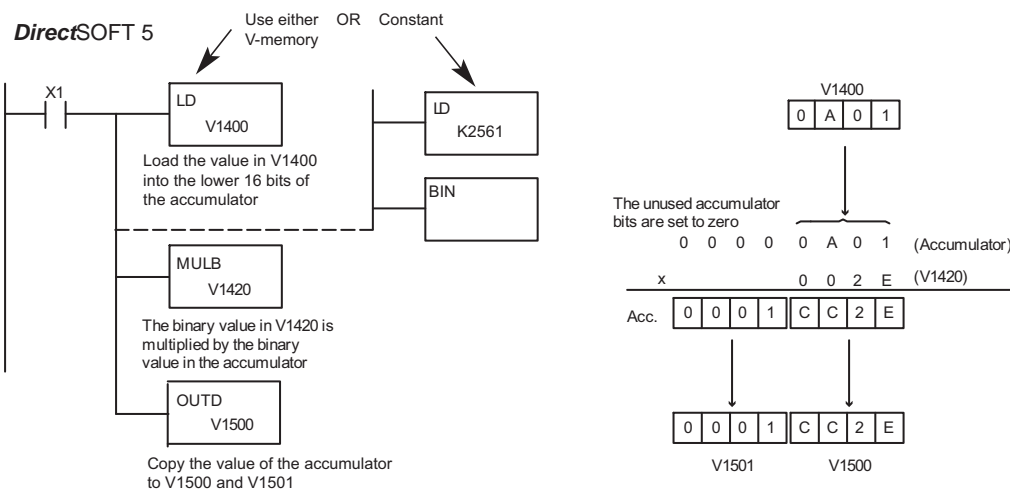 DirectSOFT 5
Use either OR Constant
V-memory
X1
LD
V1400
Load the value in V1400
into the lower 16 bits of
the accumulator
LD
K2561
BIN
MULB
V1420
The binary value in V1420 is
multiplied by the binary
value in the accumulator
OUTD
V1500
Copy the value of the accumulator
to V1500 and V1501
V1400
0 A 0 1
The unused accumulator
bits are set to zero
0 0 0 0 0 A 0 1 (Accumulator)
x 0 0 2 E (V1420)
Acc. 0 0 0 1 C C 2 E
0 0 0 1 C C 2 E
V1501 V1500